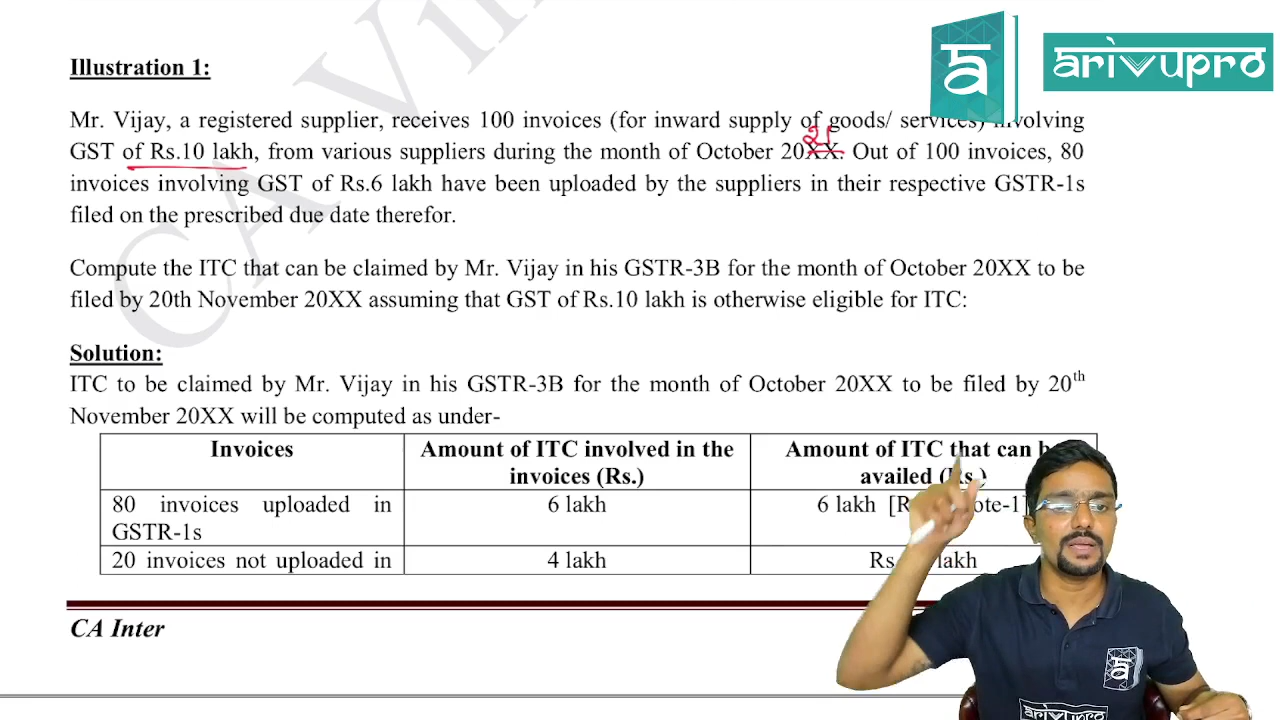 arivupro
Illustration 1:
Mr. Vijay, a registered supplier, receives 100 invoices (for inward supply of goods/ services) involving
21
GST of Rs.10 lakh, from various suppliers during the month of October 20XX. Out of 100 invoices, 80
invoices involving GST of Rs.6 lakh have been uploaded by the suppliers in their respective GSTR-1s
filed on the prescribed due date therefor.
Compute the ITC that can be claimed by Mr. Vijay in his GSTR-3B for the month of October 20XX to be
filed by 20th November 20XX assuming that GST of Rs.10 lakh is otherwise eligible for ITC:
Solution:
ITC to be claimed by Mr. Vijay in his GSTR-3B for the month of October 20XX to be filed by 20th
November 20XX will be computed as under-
Invoices Amount of ITC involved in the Amount of ITC that can
invoices (Rs.) availed (Rs.)
80 invoices uploaded in 6 lakh 6 lakh
GSTR-1s
20 invoices not uploaded in 4 lakh Rs. lakh
CA Inter
arivupro